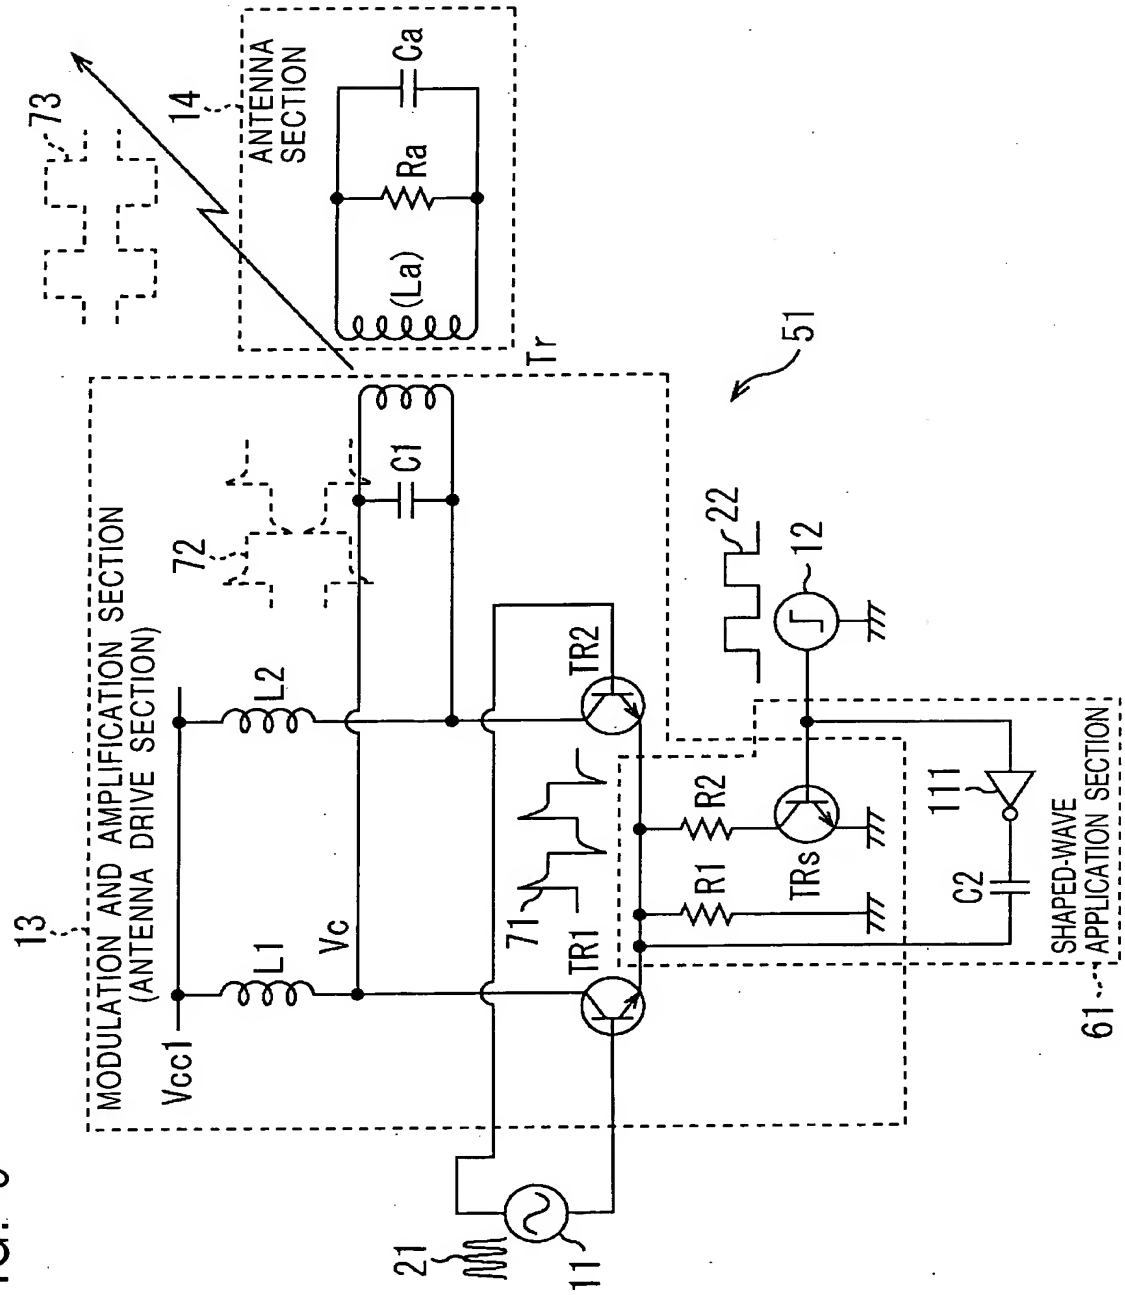 73
14
ANTENNA
SECTION
Ca
Ra
(La)
Tr
13
MODULATION AND AMPLIFICATION SECTION
(ANTENNA DRIVE SECTION)
72
Vcc1
L1
L2
Vc
C1
71
TR1
TR2
21
11
R1
R2
TRs
22
12
51
111
C2
SHAPED-WAVE
APPLICATION SECTION
61